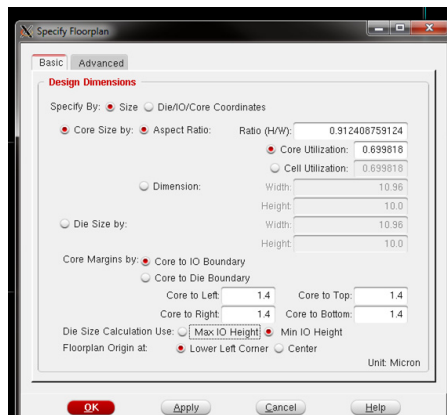 Specify Floorplan
Basic Advanced
Design Dimensions
Specify By: Size Die/IO/Core Coordinates
Core Size by: Aspect Ratio: Ratio (H/W): 0.912408759124
Core Utilization: 0.699818
Cell Utilization: 0.699818
Dimension: Width: 10.96
Height: 10.0
Die Size by: Width: 10.96
Height: 10.0
Core Margins by: Core to IO Boundary
Core to Die Boundary
Core to Left: 1.4 Core to Top: 1.4
Core to Right: 1.4 Core to Bottom: 1.4
Die Size Calculation Use: Max IO Height Min IO Height
Floorplan Origin at: Lower Left Corner Center
Unit: Micron
OK Apply Cancel Help